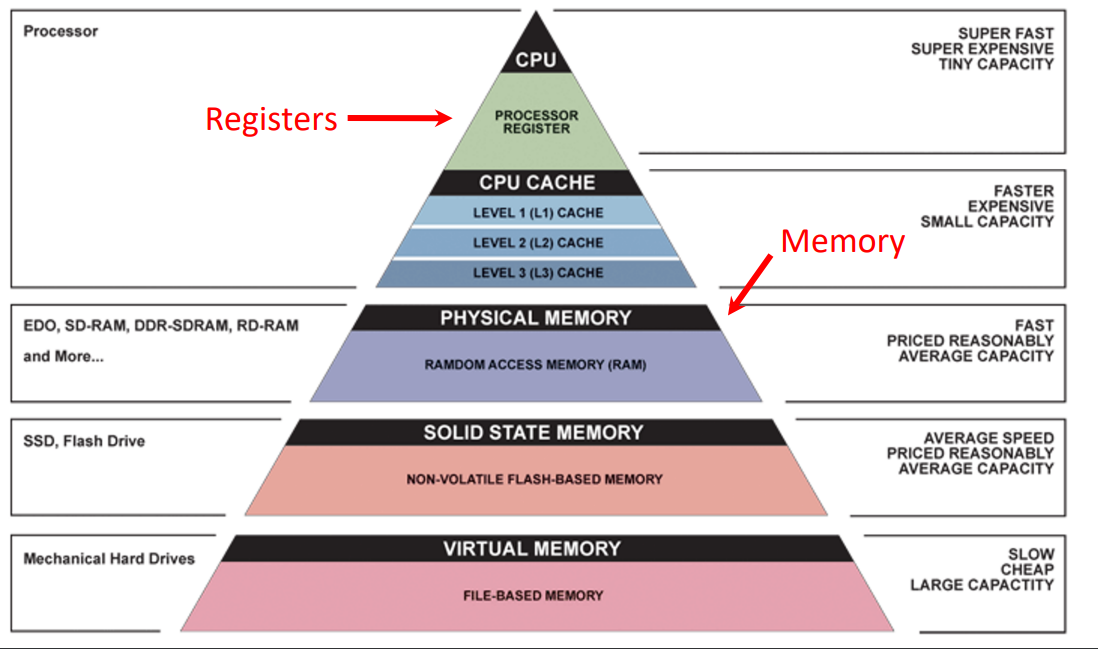 Processor
CPU
SUPER FAST
SUPER EXPENSIVE
TINY CAPACITY
Registers
PROCESSOR
REGISTER
CPU CACHE
LEVEL 1 (L1) CACHE
LEVEL 2 (L2) CACHE
LEVEL 3 (L3) CACHE
FASTER
EXPENSIVE
SMALL CAPACITY
Memory
EDO, SD-RAM, DDR-SDRAM, RD-RAM
and More...
PHYSICAL MEMORY
RAMDOM ACCESS MEMORY (RAM)
FAST
PRICED REASONABLY
AVERAGE CAPACITY
SSD, Flash Drive
SOLID STATE MEMORY
NON-VOLATILE FLASH-BASED MEMORY
AVERAGE SPEED
PRICED REASONABLY
AVERAGE CAPACITY
Mechanical Hard Drives
VIRTUAL MEMORY
FILE-BASED MEMORY
SLOW
CHEAP
LARGE CAPACTITY